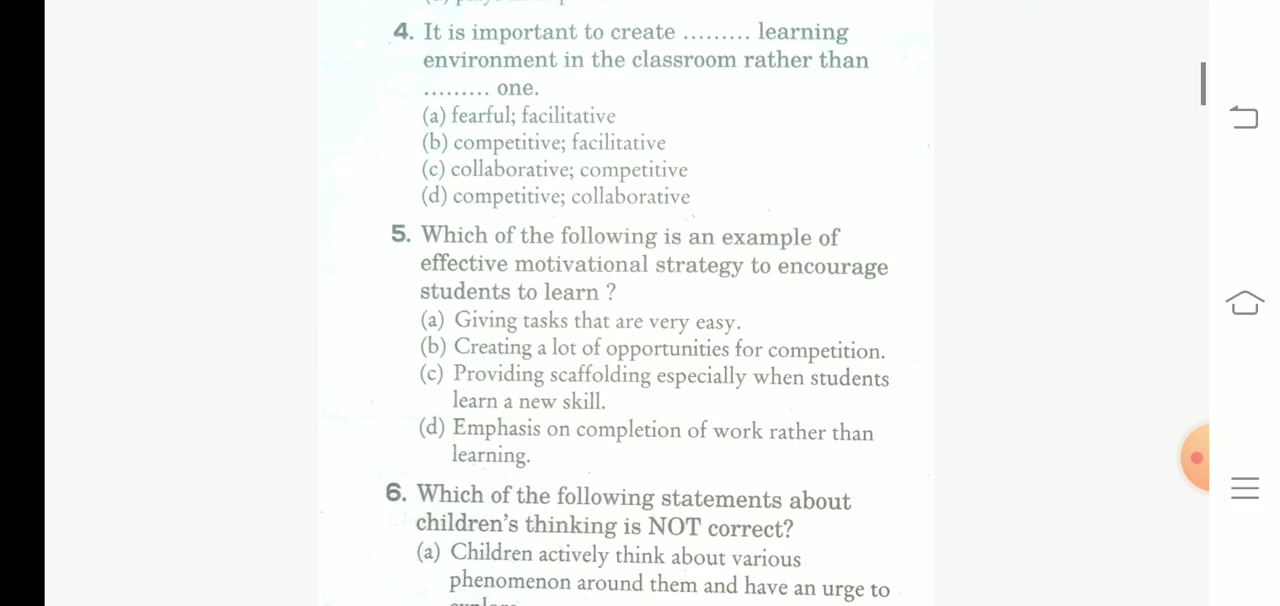 4. It is important to create ......... learning
environment in the classroom rather than
......... one.
(a) fearful; facilitative
(b) competitive; facilitative
(c) collaborative; competitive
(d) competitive; collaborative
5. Which of the following is an example of
effective motivational strategy to encourage
students to learn ?
(a) Giving tasks that are very easy.
(b) Creating a lot of opportunities for competition.
(c) Providing scaffolding especially when students
learn a new skill.
(d) Emphasis on completion of work rather than
learning.
6. Which of the following statements about
children's thinking is NOT correct?
(a) Children actively think about various
phenomenon around them and have an urge to